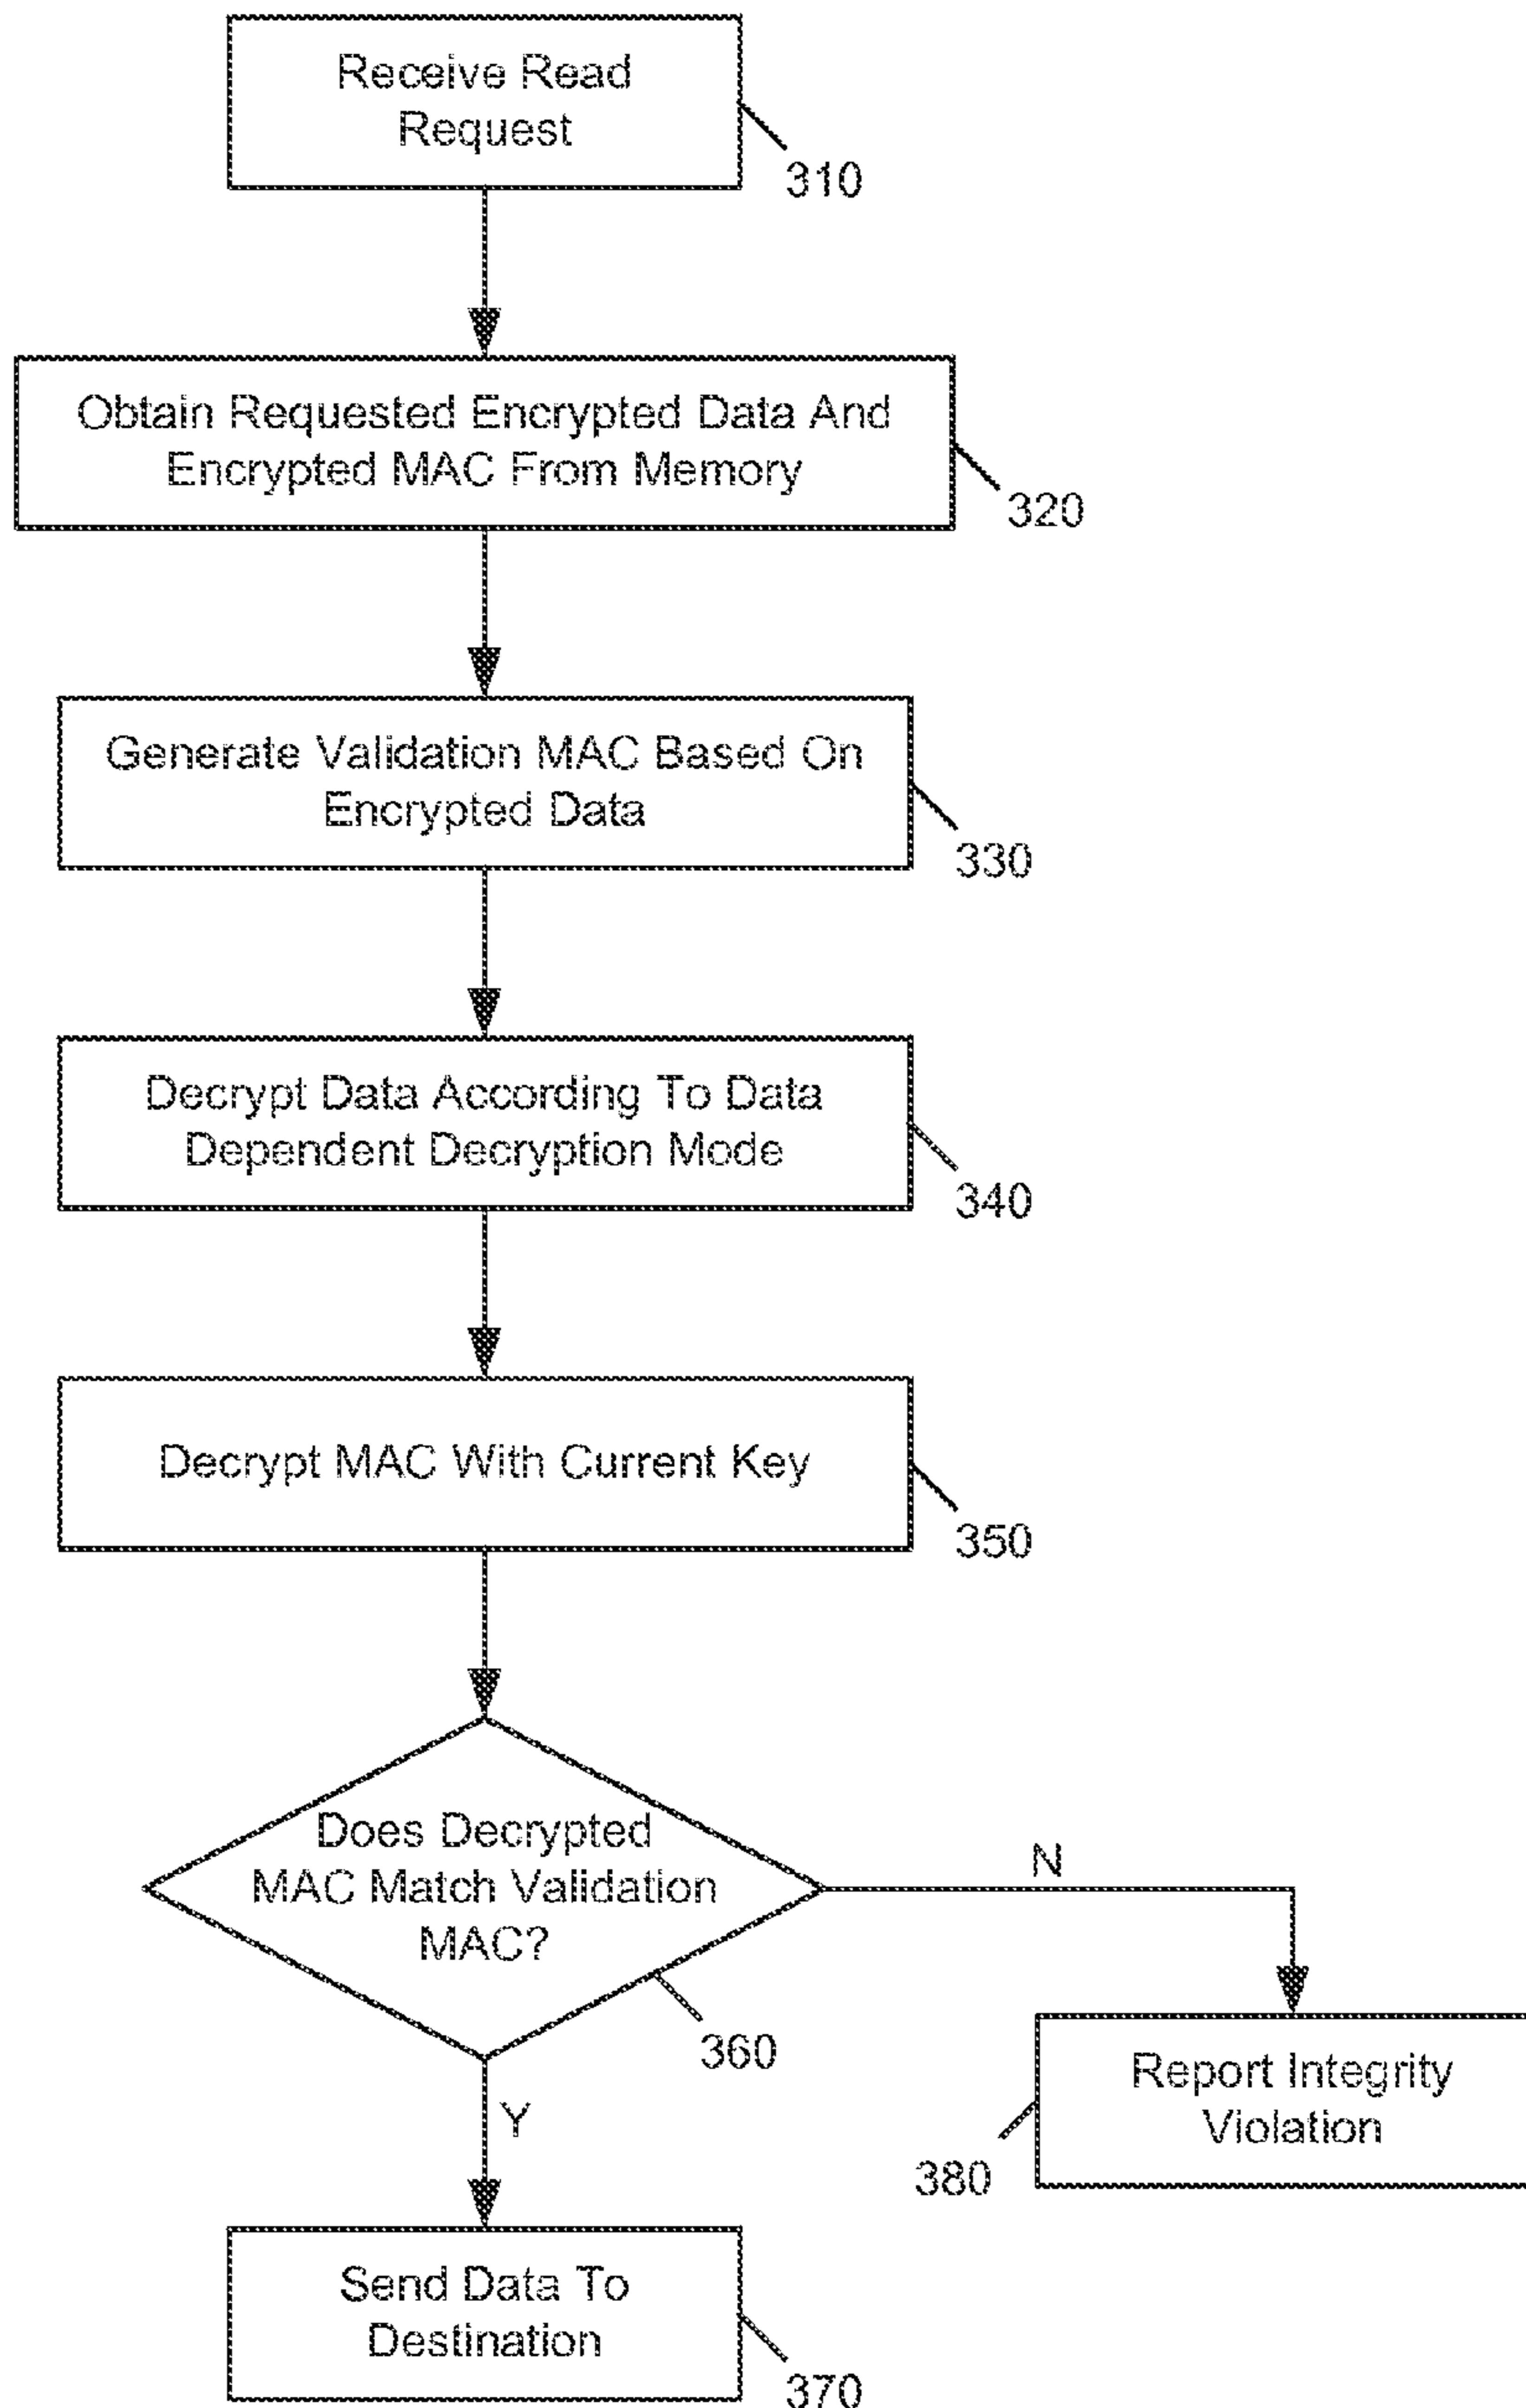 Receive Read
Request
310
Obtain Requested Encrypted Data And
Encrypted MAC From Memory
320
Generate Validation MAC Based On
Encrypted Data
330
Decrypt Data According To Data
Dependent Decryption Mode
340
Decrypt MAC With Current Key
350
Does Decrypted
MAC Match Validation
MAC?
N
360
Y
Report Integrity
Violation
380
Send Data To
Destination
370